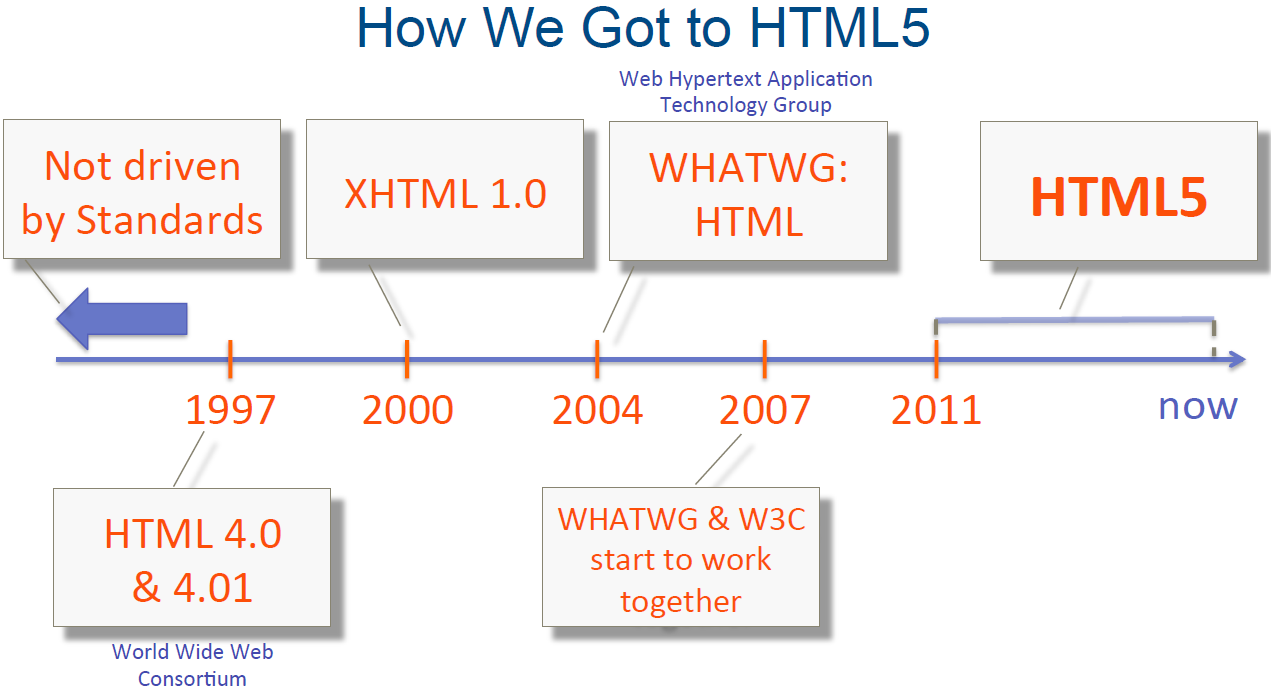 How We Got to HTML5
Web Hypertext Application
Technology Group
Not driven
by Standards
XHTML 1.0
WHATWG:
HTML
HTML5
1997
2000
2004
2007
2011
now
HTML 4.0
& 4.01
World Wide Web
Consortium
WHATWG & W3C
start to work
together